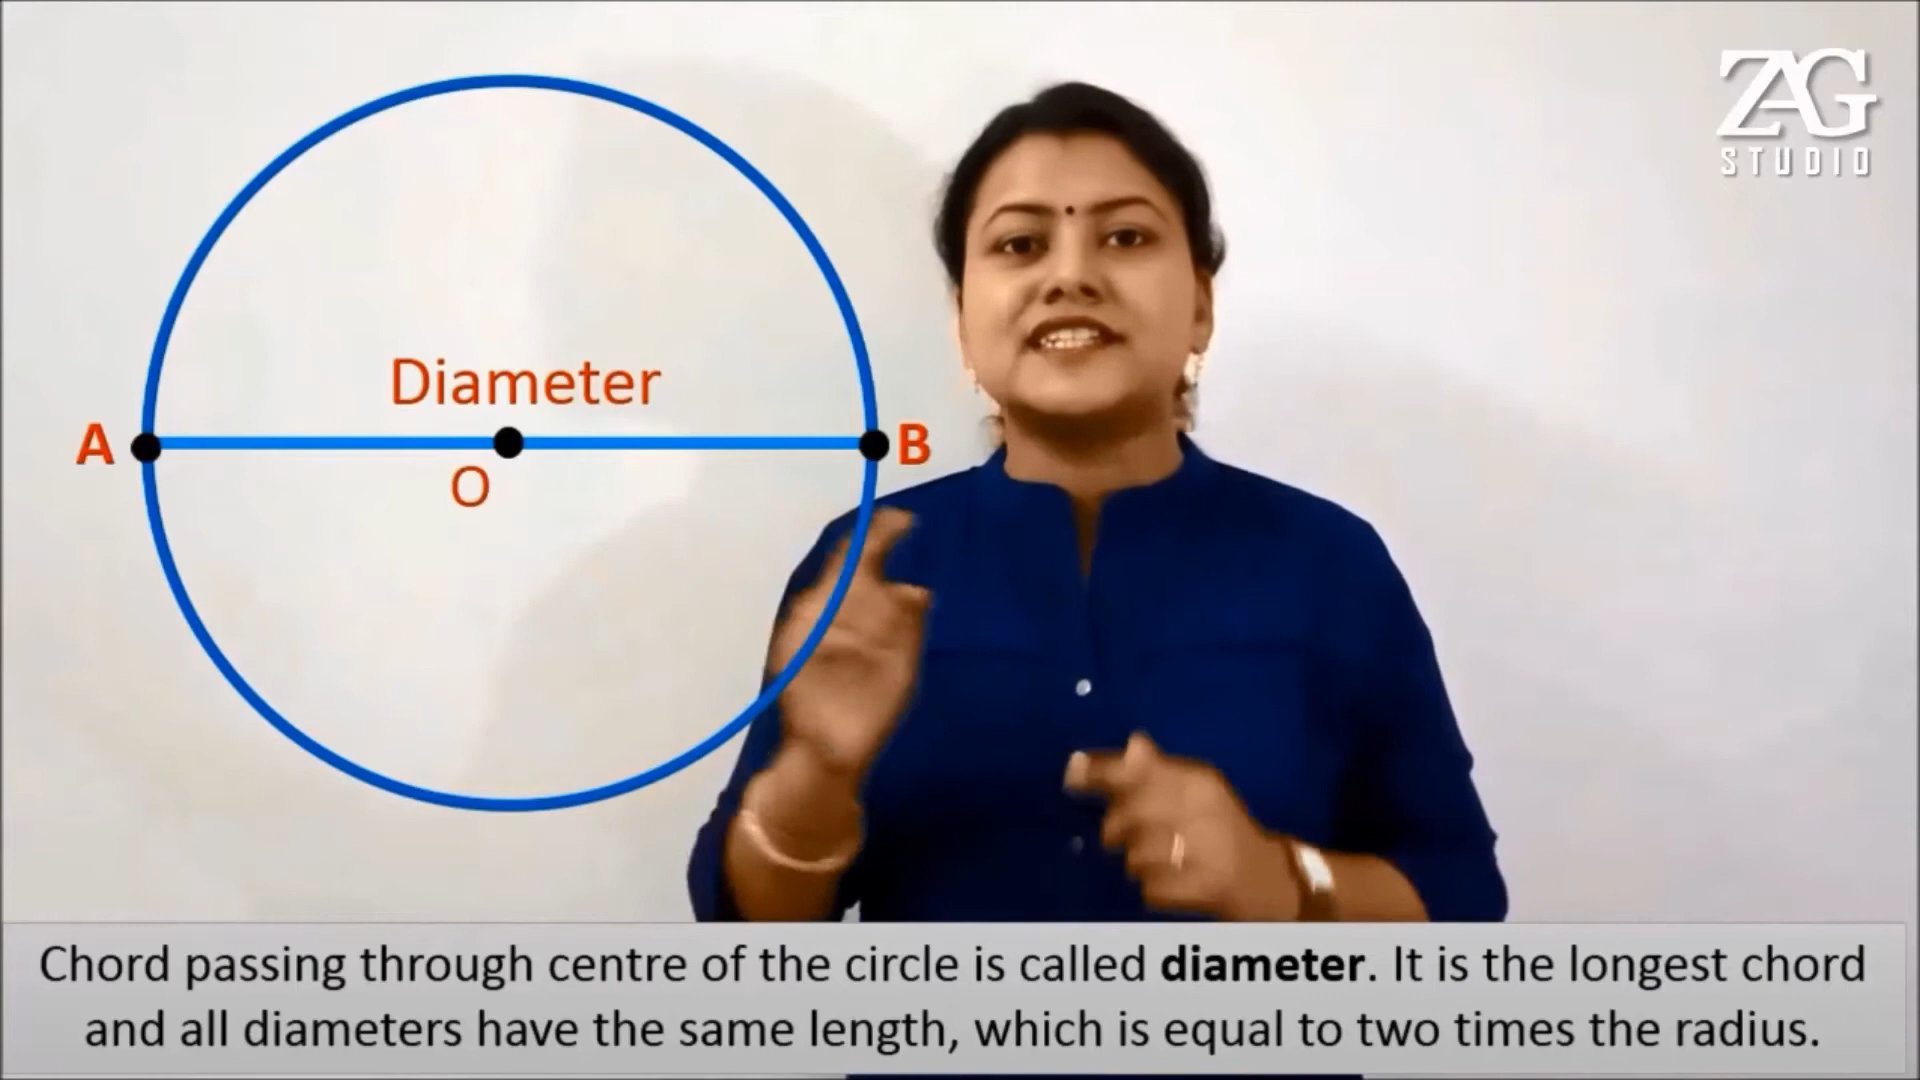 ZAG
STUDIO
Diameter
A
B
O
Chord passing through centre of the circle is called diameter. It is the longest chord
and all diameters have the same length, which is equal to two times the radius.